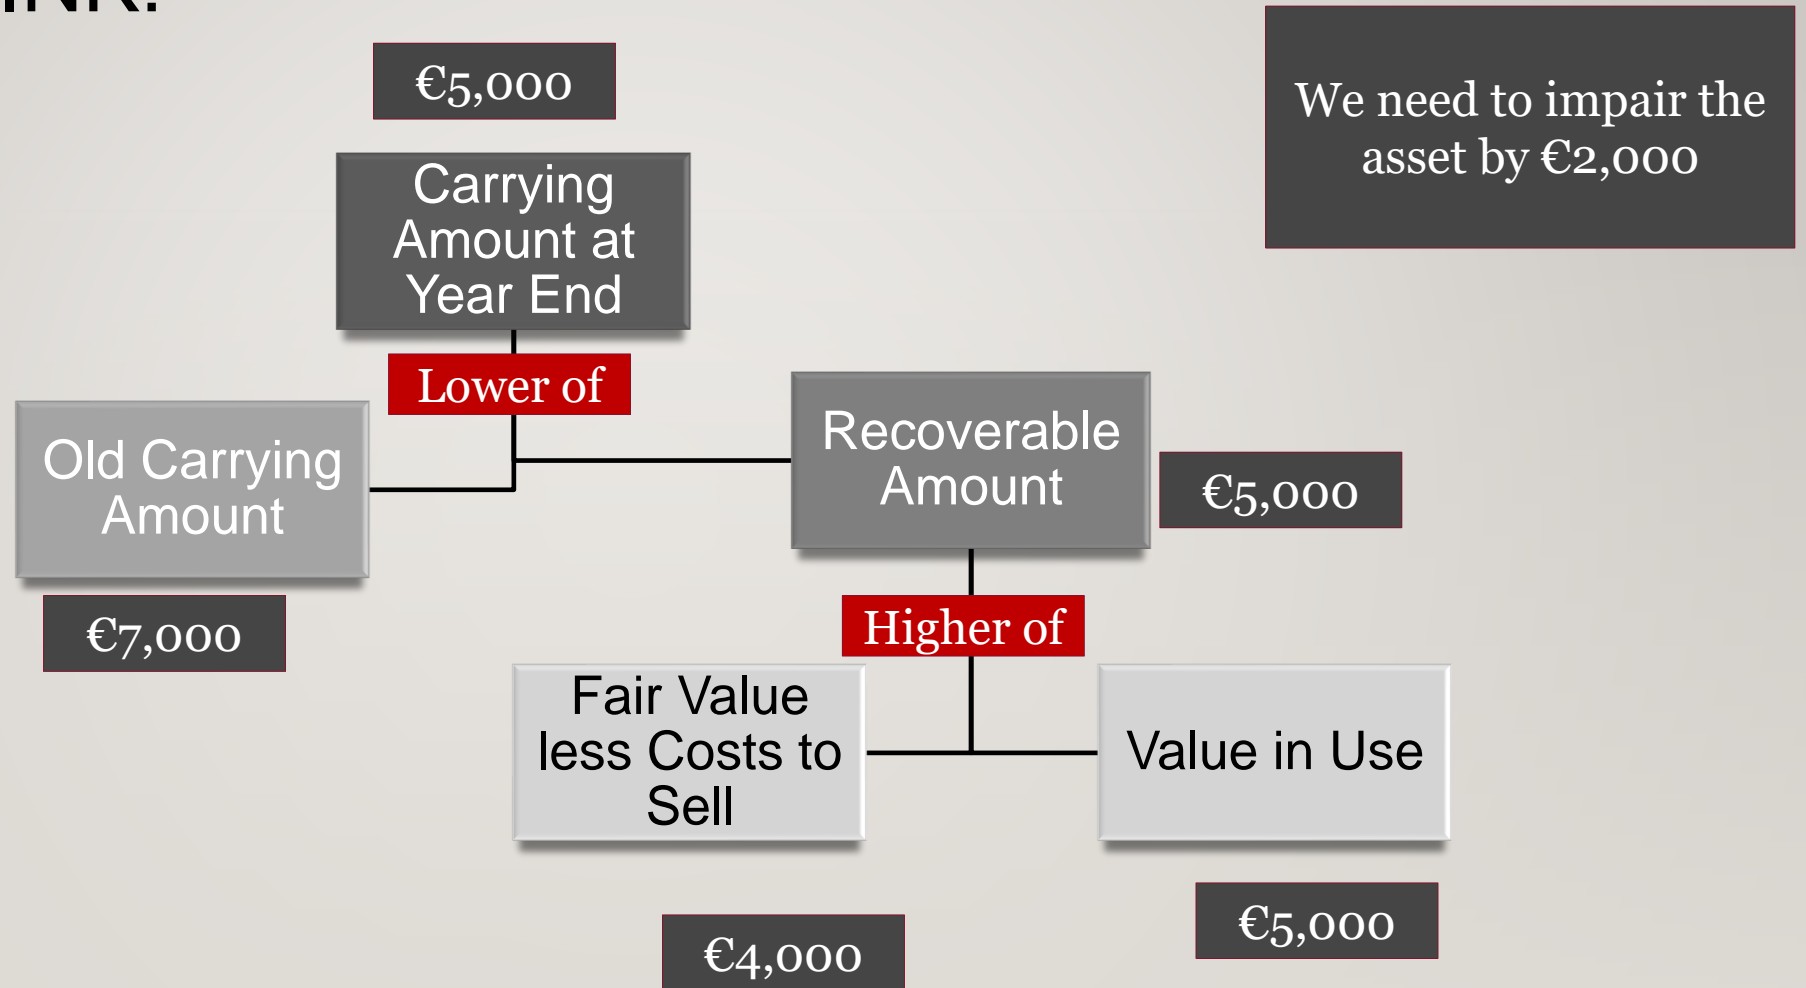 €5,000
We need to impair the
asset by €2,000
Carrying
Amount at
Year End
Lower of
Old Carrying
Amount
Recoverable
Amount
€5,000
€7,000
Higher of
Fair Value
less Costs to
Sell
Value in Use
€5,000
€4,000